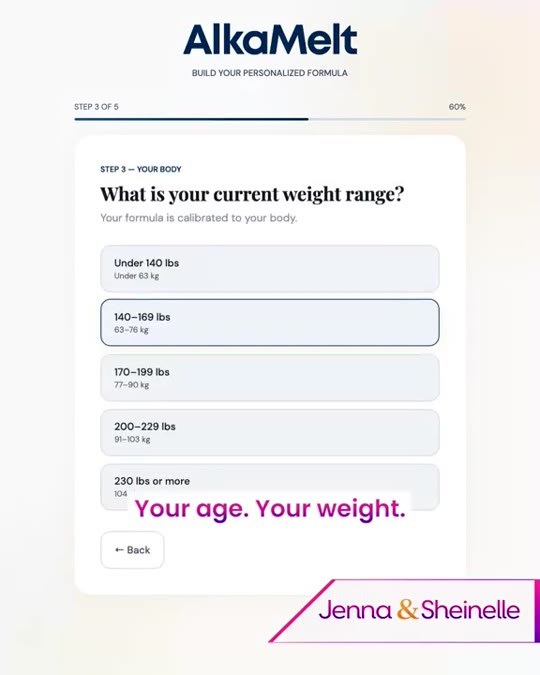 AlkaMelt
BUILD YOUR PERSONALIZED FORMULA
STEP 3 OF 5
60%
STEP 3 — YOUR BODY
What is your current weight range?
Your formula is calibrated to your body.
Under 140 lbs
Under 63 kg
140–169 lbs
63–76 kg
170–199 lbs
77–90 kg
200–229 lbs
91–103 kg
230 lbs or more
104
Your age. Your weight.
← Back
Jenna & Sheinelle